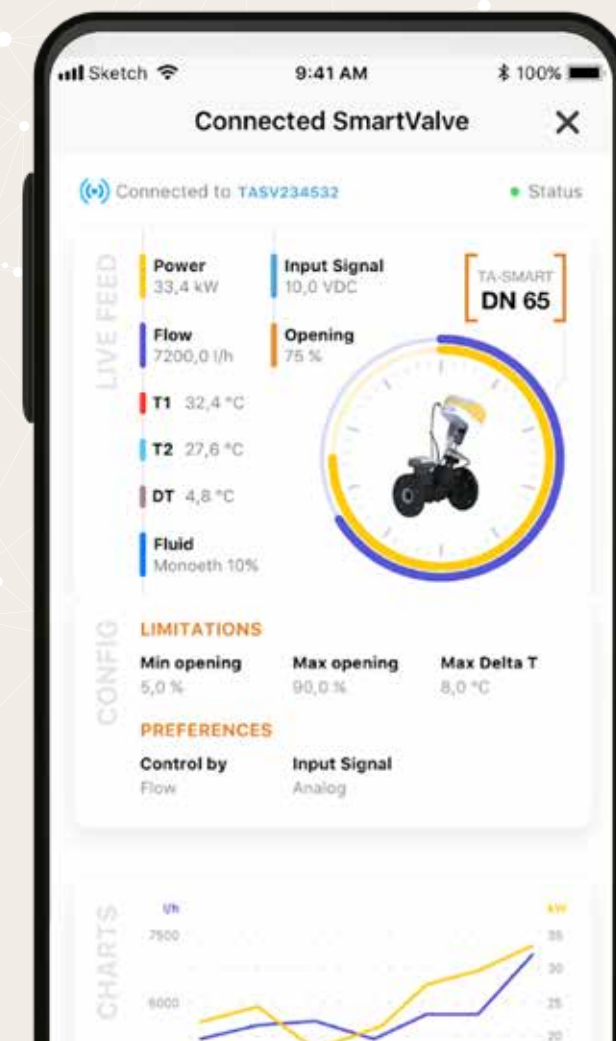 Sketch 9:41 AM 100%
Connected SmartValve
Connected to TASV234532 Status
LIVE FEED
Power
33,4 kW
Input Signal
10,0 VDC
TA-SMART
DN 65
Flow
7200,0 l/h
Opening
75 %
T1 32,4 °C
T2 27,6 °C
DT 4,8 °C
Fluid
Monoeth 10%
CONFIG
LIMITATIONS
Min opening Max opening Max Delta T
5,0 % 90,0 % 8,0 °C
PREFERENCES
Control by Input Signal
Flow Analog
CHARTS
l/h kW
7500 35
30
6000 25
20